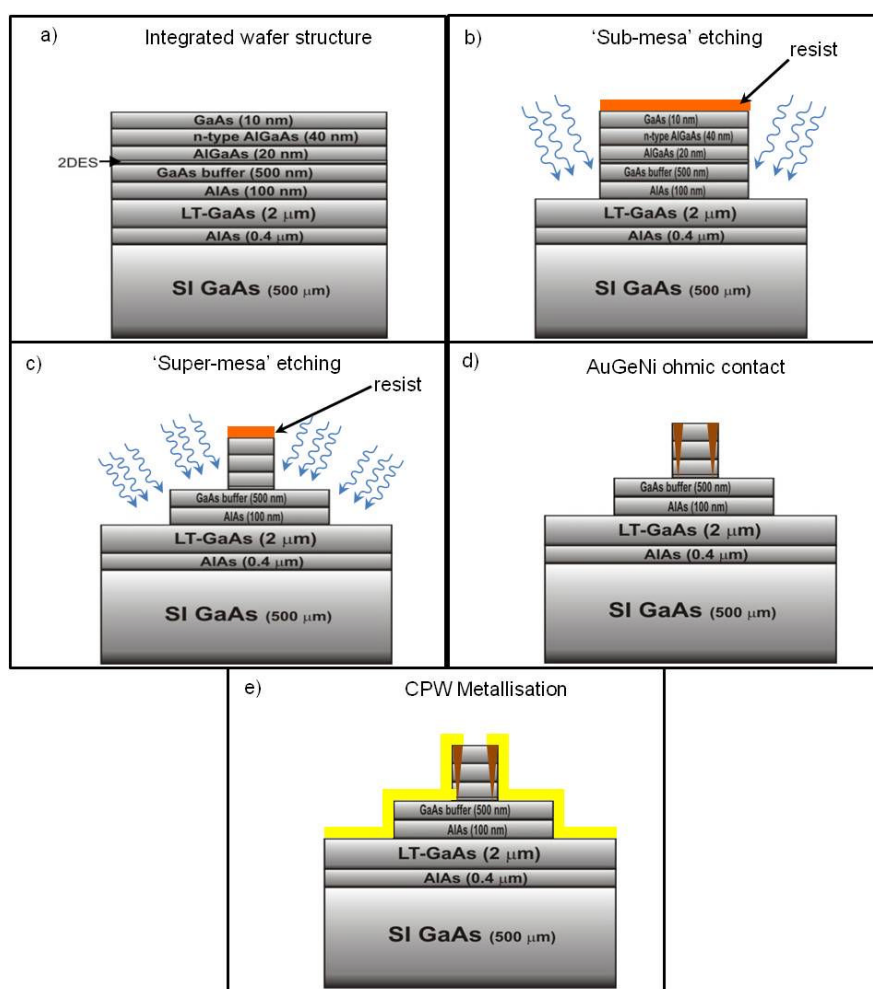 a)
Integrated wafer structure
GaAs (10 nm)
n-type AlGaAs (40 nm)
AlGaAs (20 nm)
2DES
GaAs buffer (500 nm)
AlAs (100 nm)
LT-GaAs (2 μm)
AlAs (0.4 μm)
SI GaAs (500 μm)
b)
‘Sub-mesa’ etching
resist
GaAs (10 nm)
n-type AlGaAs (40 nm)
AlGaAs (20 nm)
GaAs buffer (500 nm)
AlAs (100 nm)
LT-GaAs (2 μm)
AlAs (0.4 μm)
SI GaAs (500 μm)
c)
‘Super-mesa’ etching
resist
GaAs buffer (500 nm)
AlAs (100 nm)
LT-GaAs (2 μm)
AlAs (0.4 μm)
SI GaAs (500 μm)
d)
AuGeNi ohmic contact
GaAs buffer (500 nm)
AlAs (100 nm)
LT-GaAs (2 μm)
AlAs (0.4 μm)
SI GaAs (500 μm)
e)
CPW Metallisation
GaAs buffer (500 nm)
AlAs (100 nm)
LT-GaAs (2 μm)
AlAs (0.4 μm)
SI GaAs (500 μm)